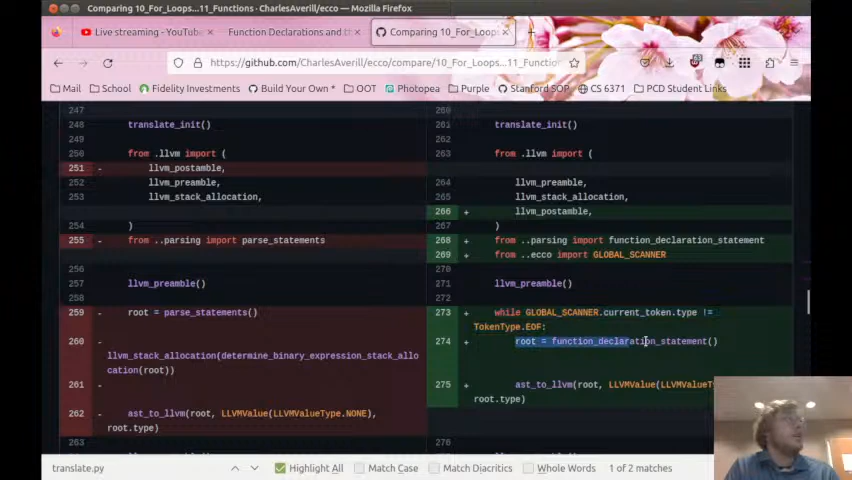 Comparing 10_For_Loops...11_Functions · CharlesAverill/ecco — Mozilla Firefox
Live streaming - YouTube
Function Declarations and th
Comparing 10_For_Loops
https://github.com/CharlesAverill/ecco/compare/10_For_Loops...11_Functio
Mail School Fidelity Investments Build Your Own OOT Photopea Purple Stanford SOP CS 6371 PCD Student Links
247 260
248 translate_init() 261 translate_init()
249
250 from .llvm import ( 263 from .llvm import (
251 - llvm_postamble,
252 llvm_preamble, 264 llvm_preamble,
253 llvm_stack_allocation, 265 llvm_stack_allocation,
266 + llvm_postamble,
254 ) 267 )
255 - from ..parsing import parse_statements 268 + from ..parsing import function_declaration_statement
269 + from ..ecco import GLOBAL_SCANNER
256 270
257 llvm_preamble() 271 llvm_preamble()
258 272
259 - root = parse_statements() 273 + while GLOBAL_SCANNER.current_token.type !=
TokenType.EOF:
260 - 274 + root = function_declaration_statement()
llvm_stack_allocation(determine_binary_expression_stack_allo
cation(root))
261 - 275 + ast_to_llvm(root, LLVMValue(LLVMValueTy
root.type)
262 - ast_to_llvm(root, LLVMValue(LLVMValueType.NONE),
root.type)
263 276
translate.py Highlight All Match Case Match Diacritics Whole Words 1 of 2 matches